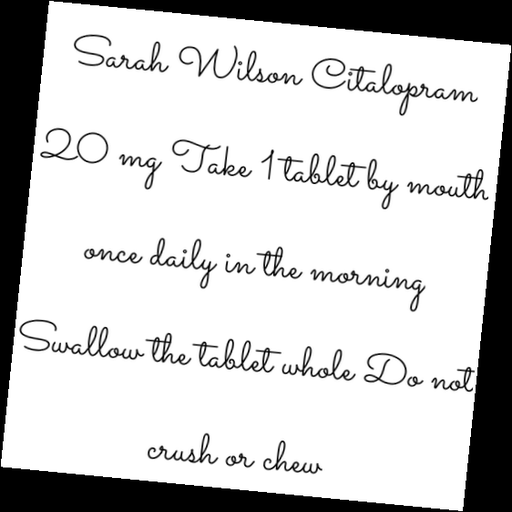 Sarah Wilson Citalopram
20 mg Take 1 tablet by mouth
once daily in the morning
Swallow the tablet whole Do not
crush or chew